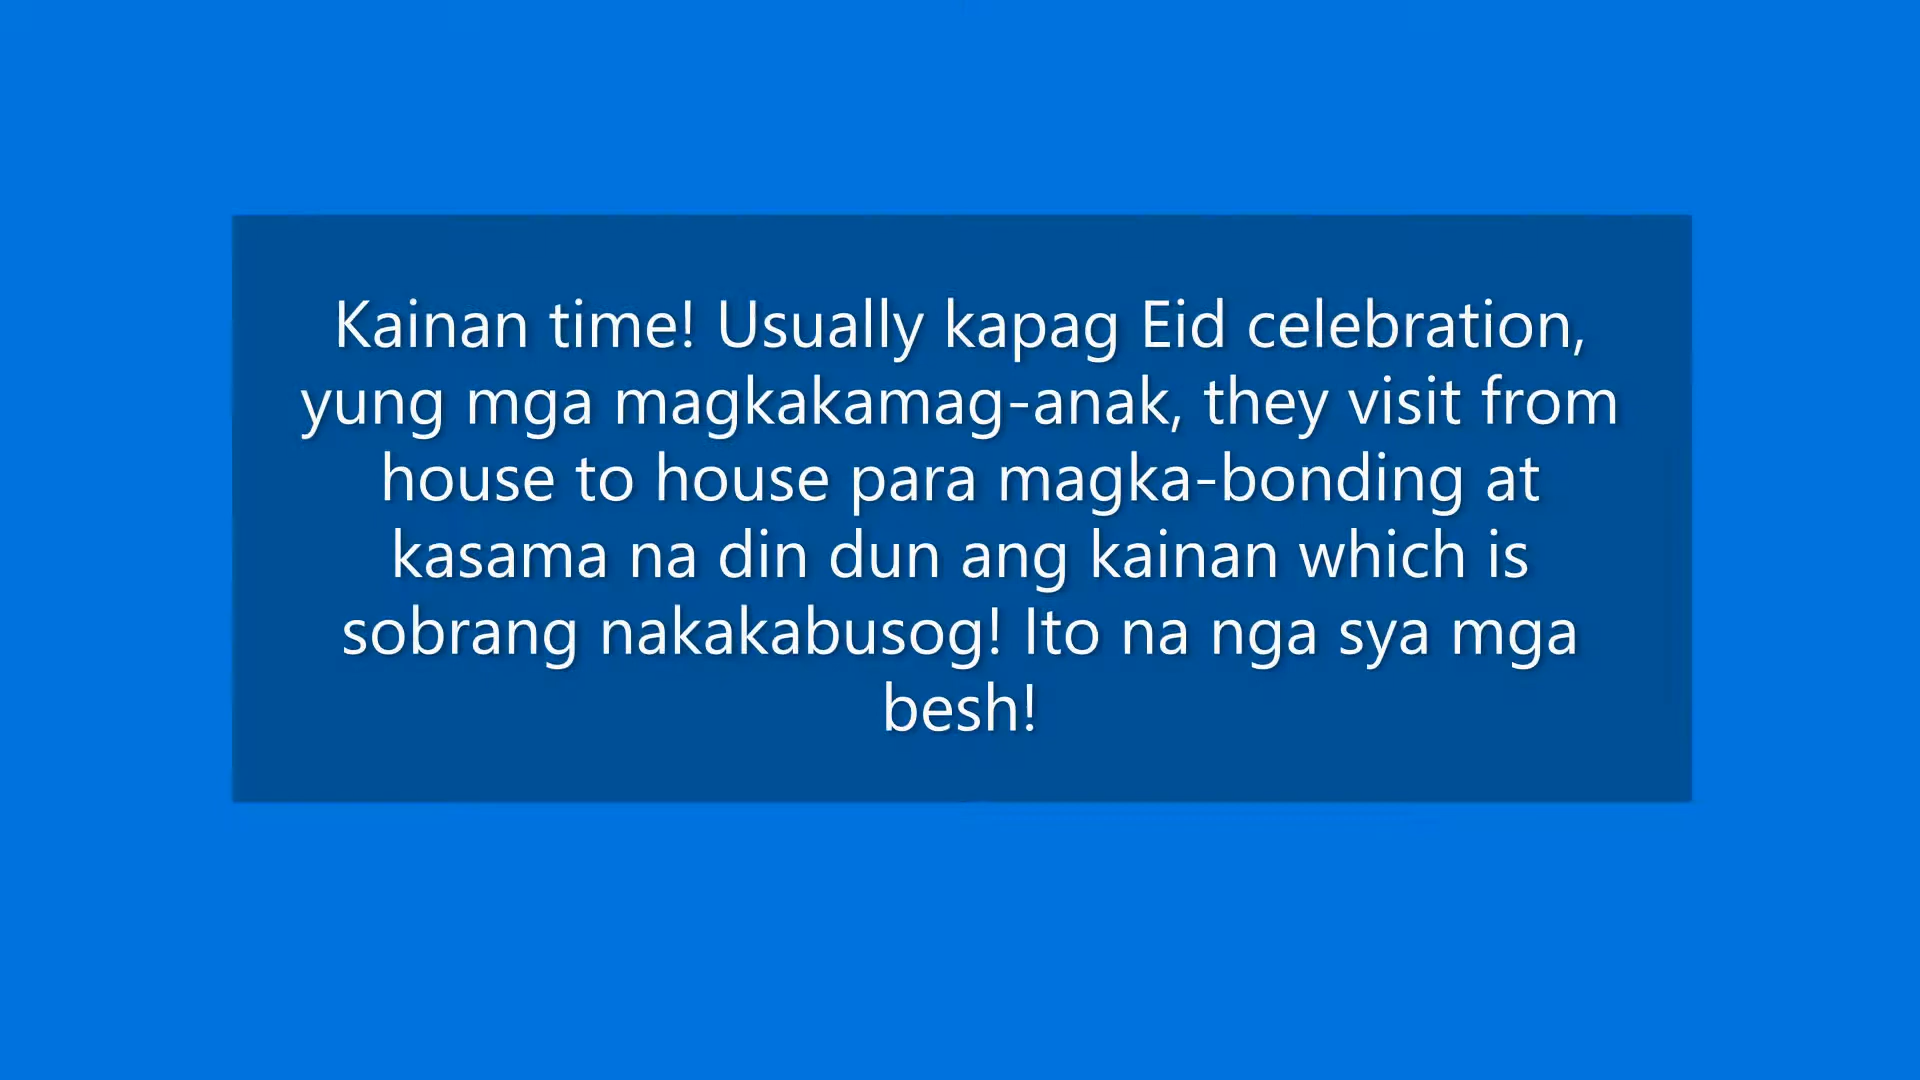 Kainan time! Usually kapag Eid celebration,
yung mga magkakamag-anak, they visit from
house to house para magka-bonding at
kasama na din dun ang kainan which is
sobrang nakakabusog! Ito na nga sya mga
besh!